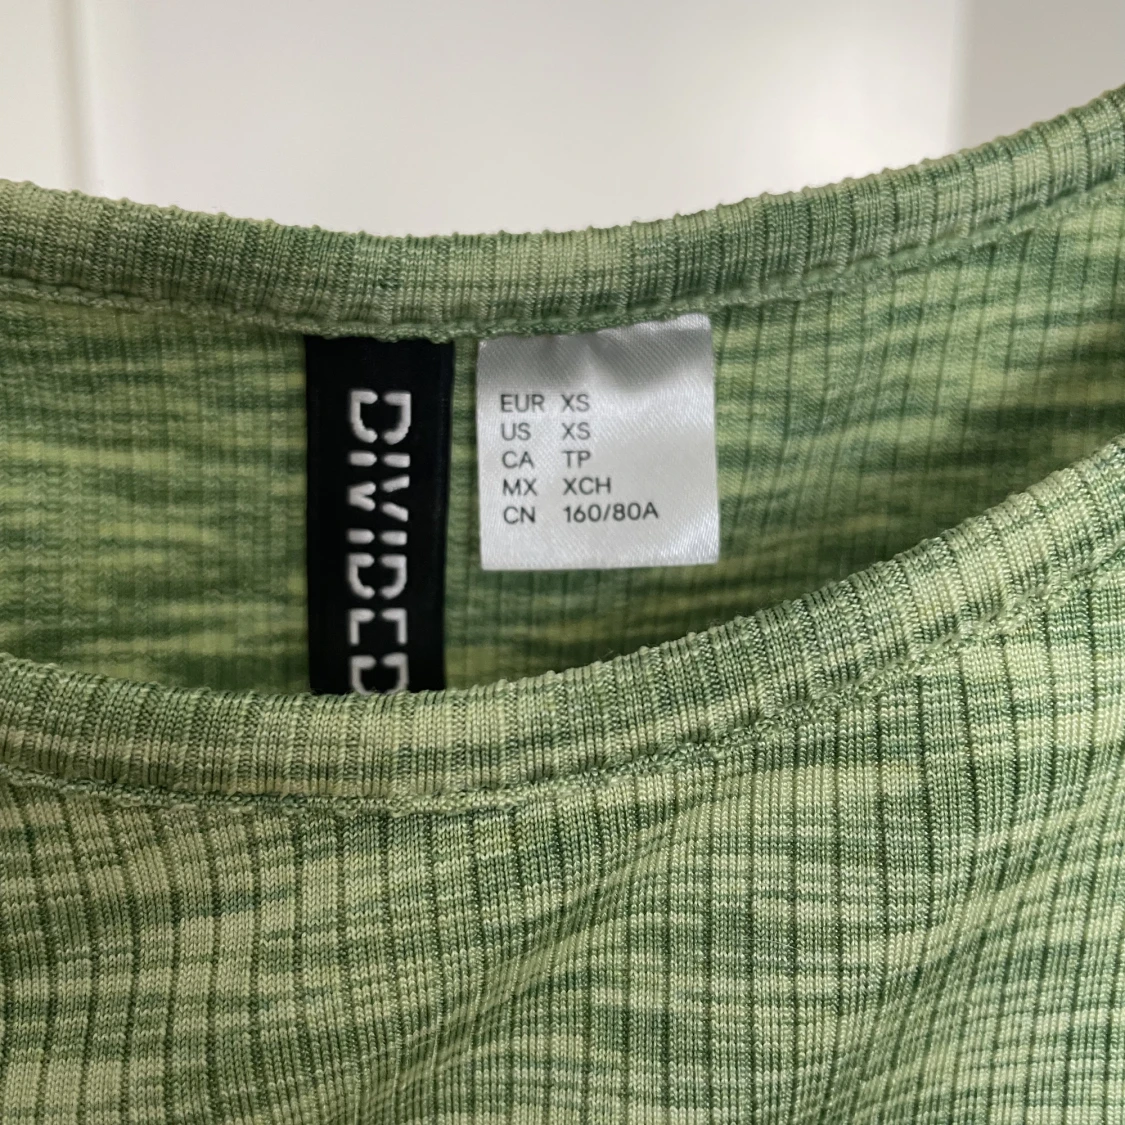 DIVIDED
EUR XS
US XS
CA TP
MX XCH
CN 160/80A